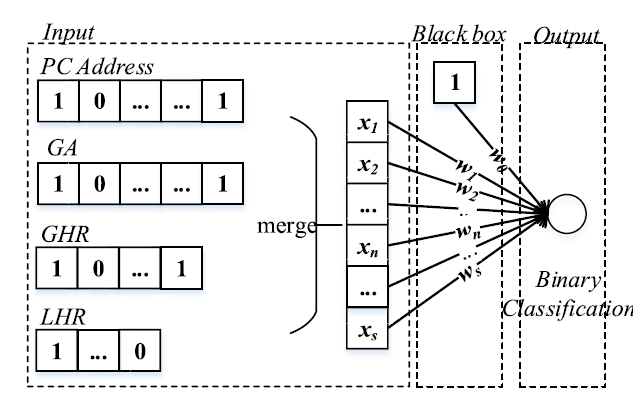 Input
Black box
Output
PC Address
1 0 ... ... 1
GA
1 0 ... ... 1
GHR
1 0 ... 1
LHR
1 ... 0
merge
x1
x2
...
xn
...
xs
1
w0
w1
w2
..
wn
...
ws
Binary
Classification